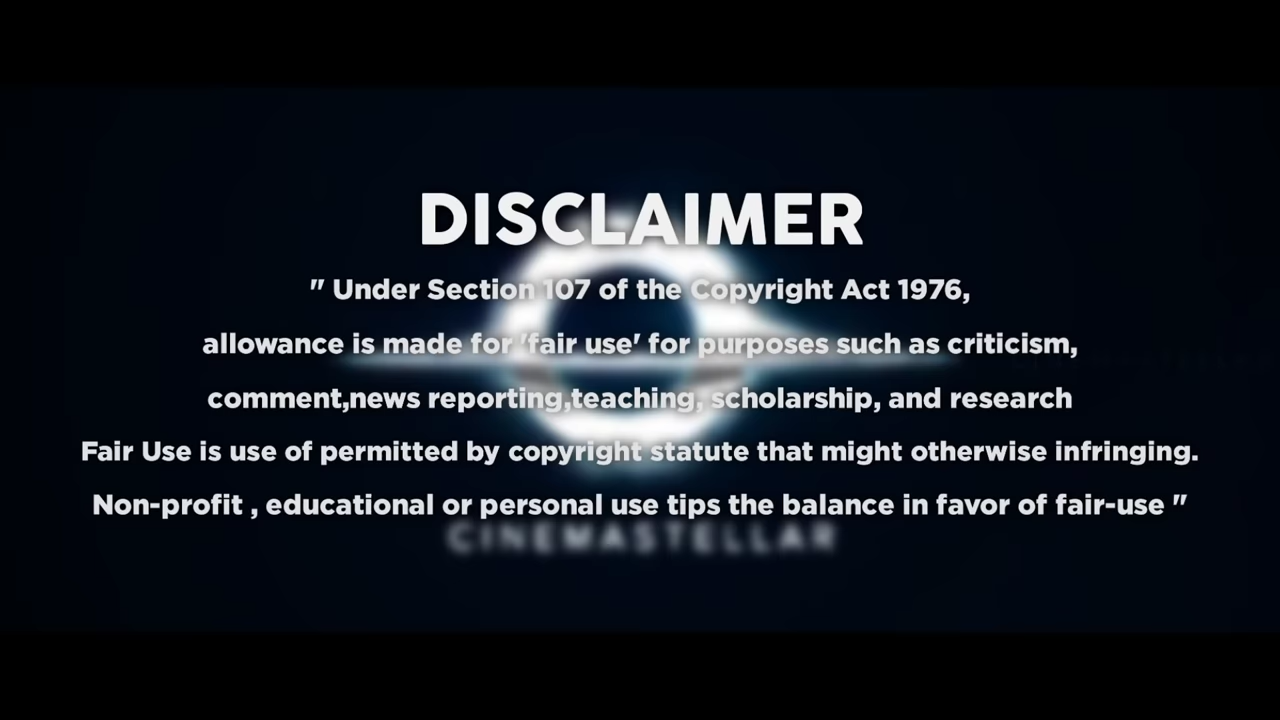 DISCLAIMER
" Under Section 107 of the Copyright Act 1976,
allowance is made for 'fair use' for purposes such as criticism,
comment,news reporting,teaching, scholarship, and research
Fair Use is use of permitted by copyright statute that might otherwise infringing.
Non-profit , educational or personal use tips the balance in favor of fair-use "
CINEMASTELLAR